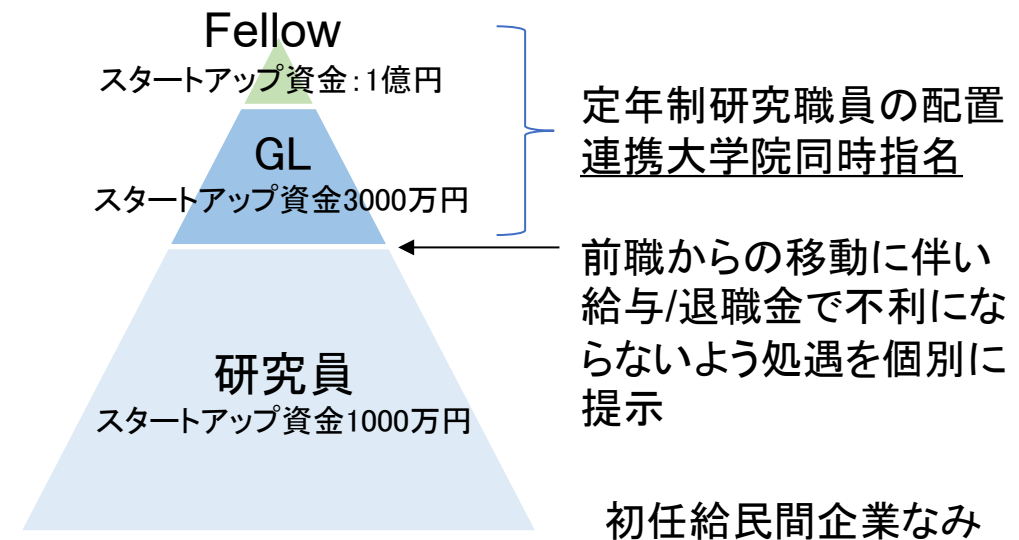 Fellow
スタートアップ資金：1億円
GL
スタートアップ資金3000万円
定年制研究職員の配置
連携大学院同時指名
前職からの移動に伴い
給与/退職金で不利にな
らないよう処遇を個別に
提示
研究員
スタートアップ資金1000万円
初任給民間企業なみ